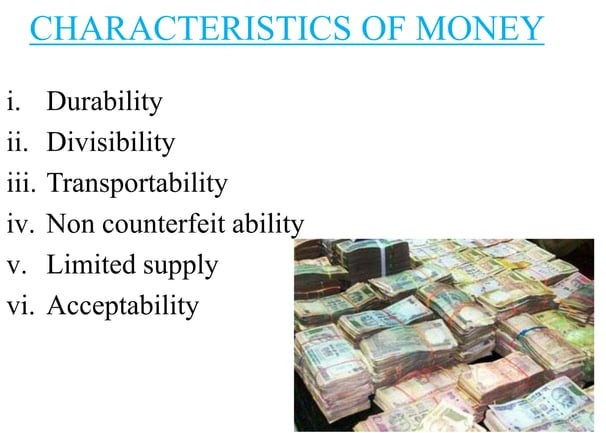 CHARACTERISTICS OF MONEY
i. Durability
ii. Divisibility
iii. Transportability
iv. Non counterfeit ability
v. Limited supply
vi. Acceptability